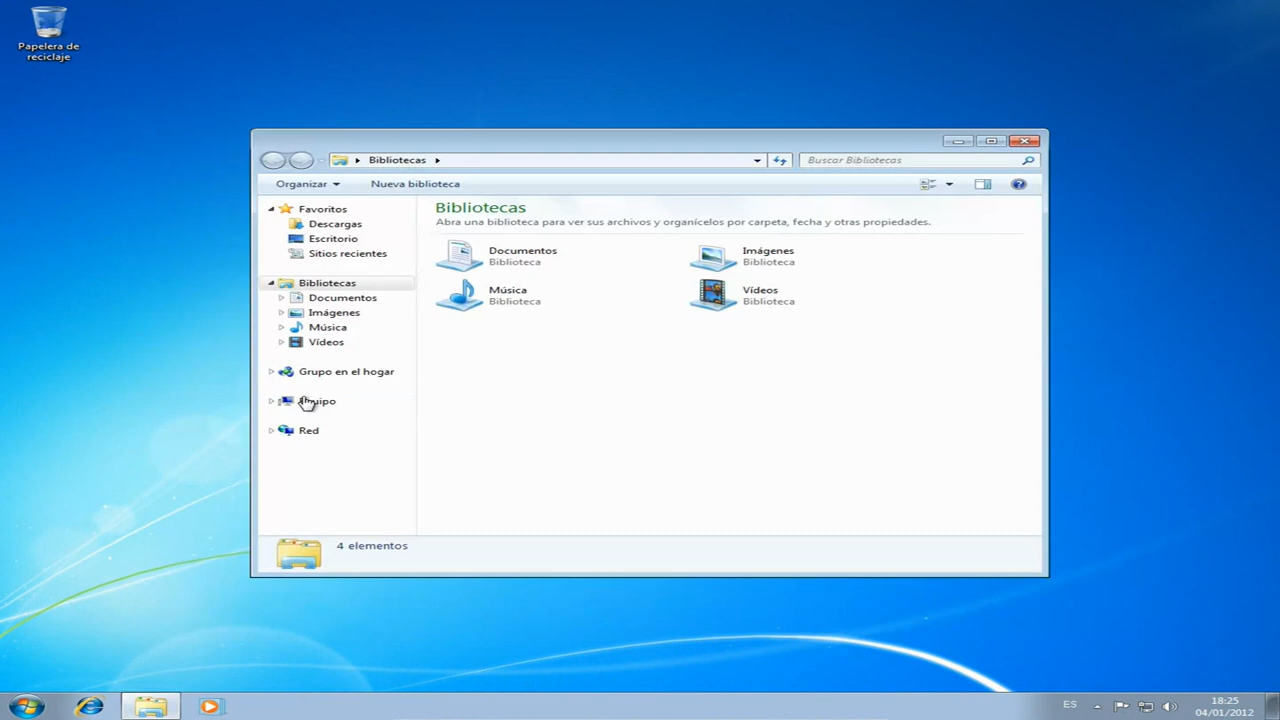 Papelera de
reciclaje
Bibliotecas
Buscar Bibliotecas
Organizar
Nueva biblioteca
Favoritos
Descargas
Escritorio
Sitios recientes
Bibliotecas
Documentos
Imágenes
Música
Vídeos
Grupo en el hogar
Red
Bibliotecas
Abra una biblioteca para ver sus archivos y organícelos por carpeta, fecha y otras propiedades.
Documentos
Biblioteca
Imágenes
Biblioteca
Música
Biblioteca
Vídeos
Biblioteca
4 elementos
ES
18:25
04/01/2012